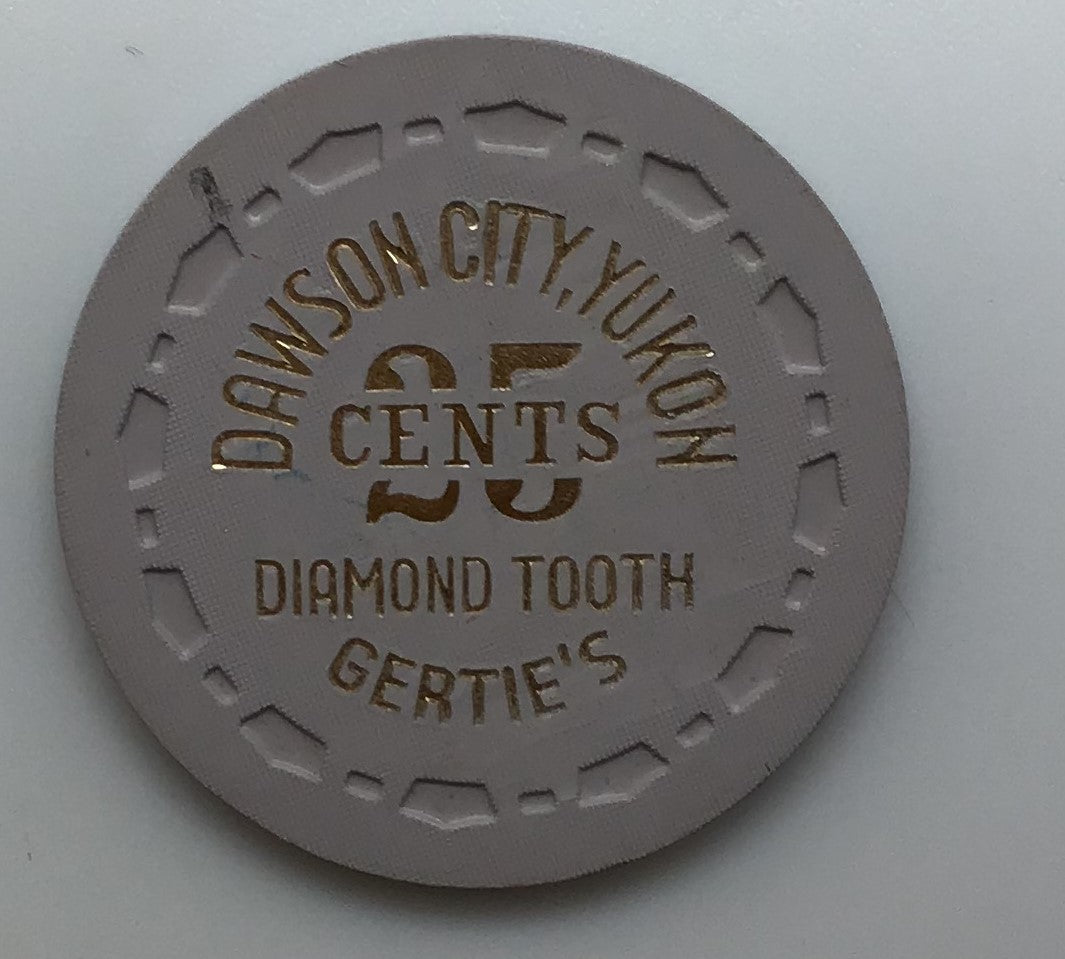 DAWSON CITY, YUKON
25
CENTS
DIAMOND TOOTH
GERTIE'S